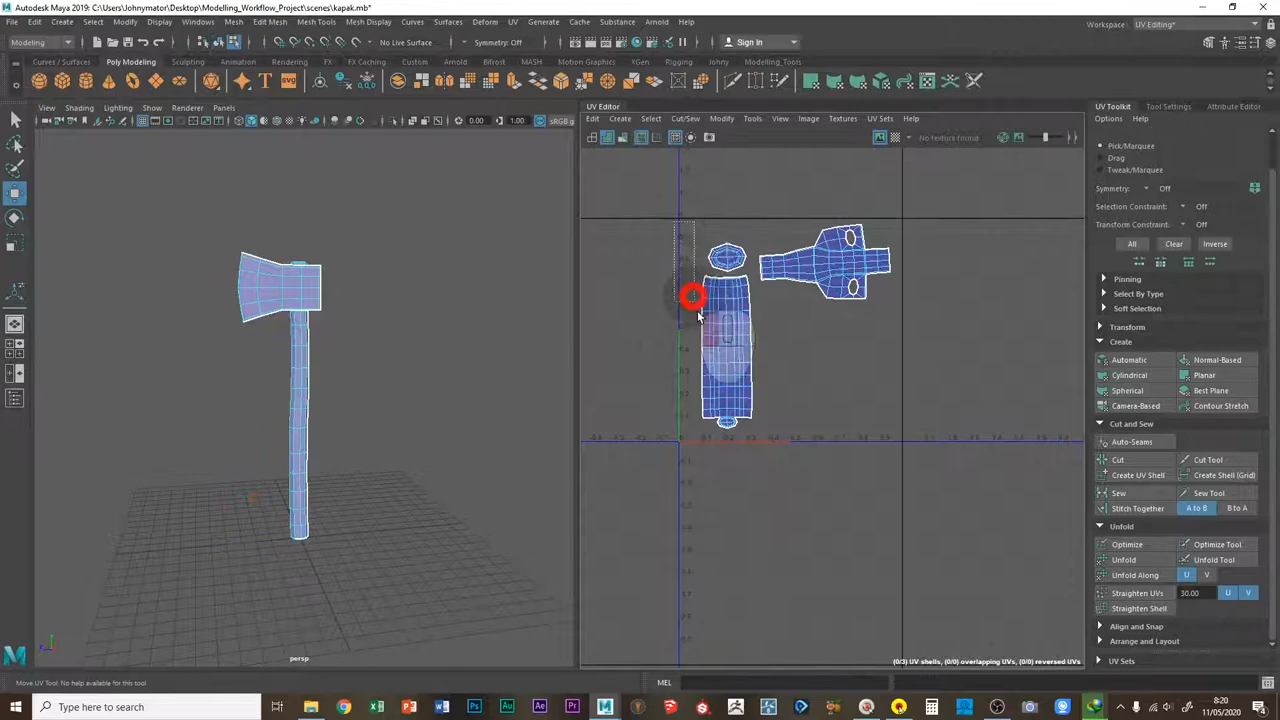 Autodesk Maya 2019: C:\Users\Johnymator\Desktop\Modelling_Workflow_Project\scenes\kapak.mb*
File Edit Create Select Modify Display Windows Mesh Edit Mesh Mesh Tools Mesh Display Curves Surfaces Deform UV Generate Cache Substance Arnold Help
Workspace: UV Editing*
Modeling
No Live Surface
Symmetry: Off
Sign In
Curves / Surfaces Poly Modeling Sculpting Animation Rendering FX FX Caching Custom Arnold Bifrost MASH Motion Graphics XGen Rigging Johny Modelling_Tools
View Shading Lighting Show Renderer Panels
0.00 1.00 sRGB g
UV Editor
Edit Create Select Cut/Sew Modify Tools View Image Textures UV Sets Help
No texture found
UV Toolkit Tool Settings Attribute Editor
Options Help
Pick/Marquee
Drag
Tweak/Marquee
Symmetry: Off
Selection Constraint: Off
Transform Constraint: Off
All Clear Inverse
Pinning
Select By Type
Soft Selection
Transform
Create
Automatic Normal-Based
Cylindrical Planar
Spherical Best Plane
Camera-Based Contour Stretch
Cut and Sew
Auto-Seams
Cut Cut Tool
Create UV Shell Create Shell (Grid)
Sew Sew Tool
Stitch Together A to B B to A
Unfold
Optimize Optimize Tool
Unfold Unfold Tool
Unfold Along U V
Straighten UVs 30.00 U V
Straighten Shell
Align and Snap
Arrange and Layout
UV Sets
persp
(0/3) UV shells, (0/0) overlapping UVs, (0/0) reversed UVs
Move UV Tool: No help available for this tool
MEL
Type here to search
8:20
11/05/2020